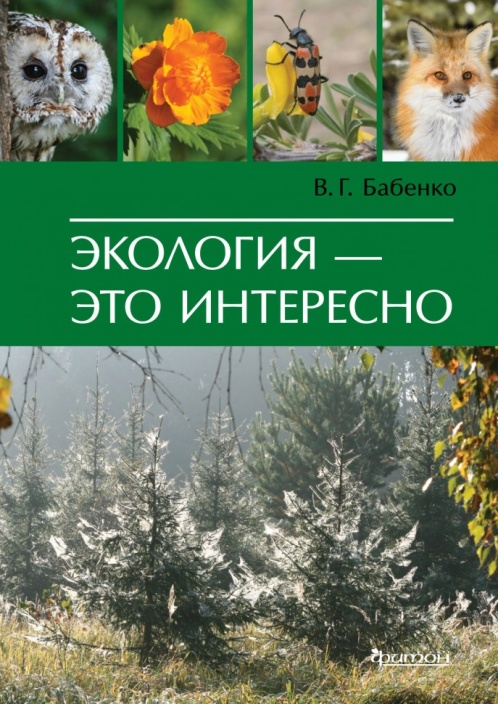 В. Г. Бабенко
ЭКОЛОГИЯ —
ЭТО ИНТЕРЕСНО
Фитон